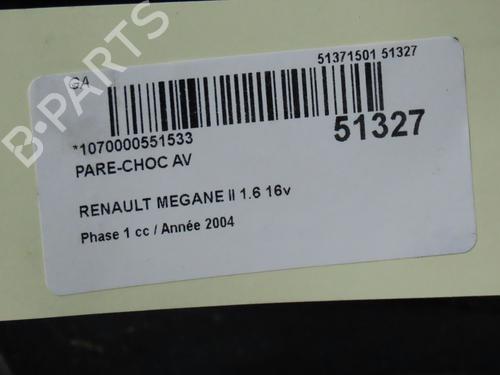 B-PARTS
G4
51371501 51327
*1070000551533
51327
PARE-CHOC AV
RENAULT MEGANE II 1.6 16v
Phase 1 cc / Année 2004